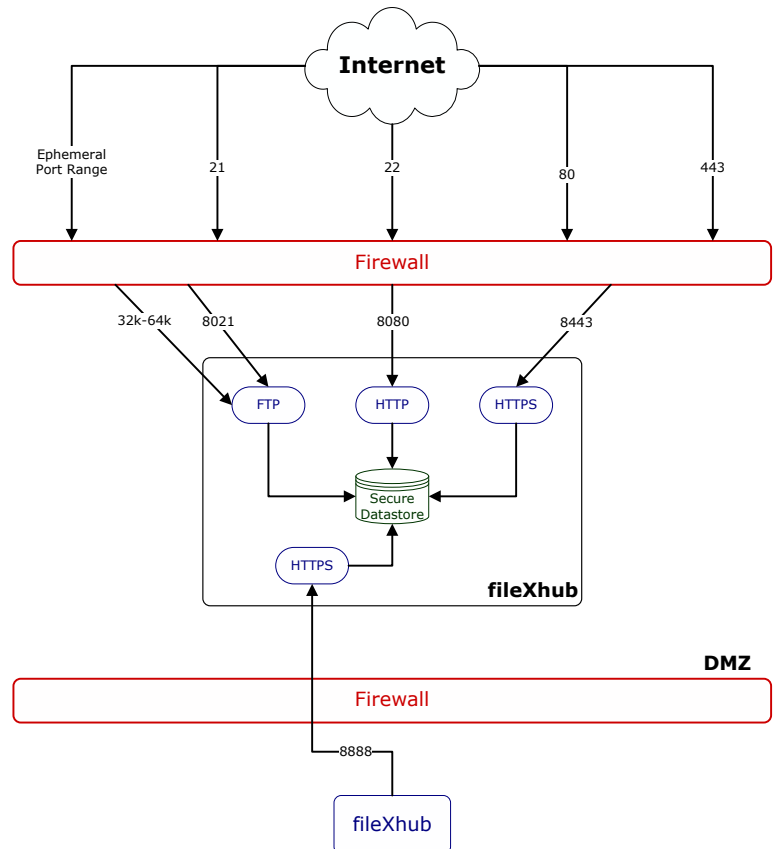 Internet
Ephemeral
Port Range
21
22
80
443
Firewall
32k-64k
8021
8080
8443
FTP
HTTP
HTTPS
Secure
Datastore
HTTPS
fileXhub
DMZ
Firewall
8888
fileXhub